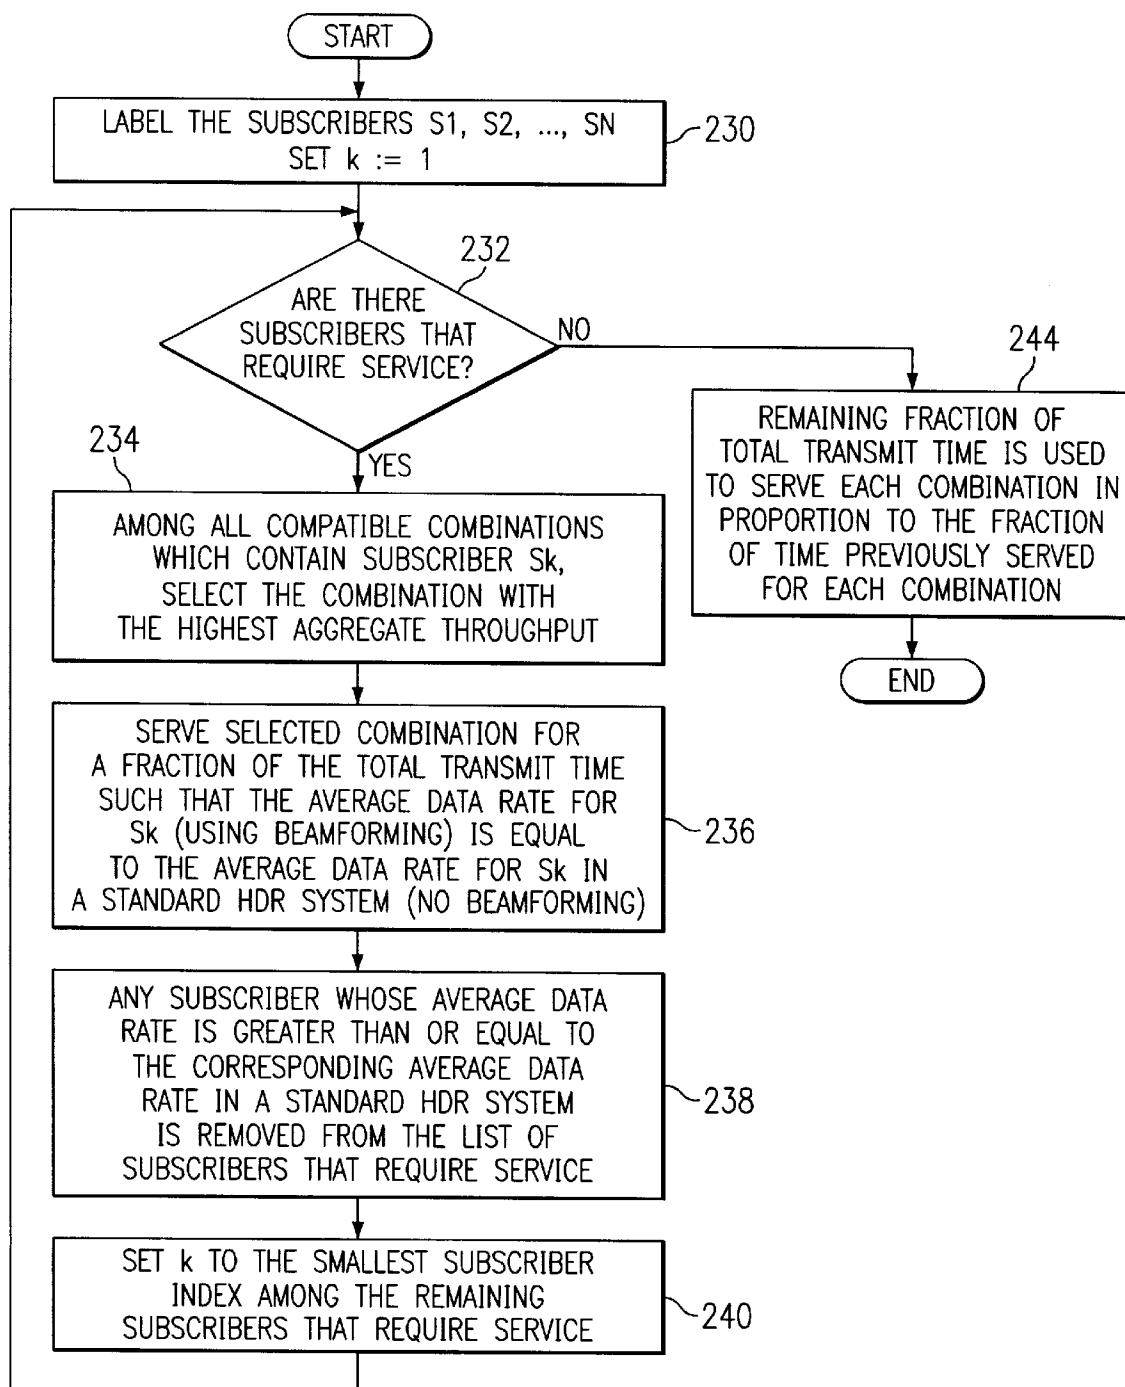 START
LABEL THE SUBSCRIBERS S1, S2, ..., SN
SET k := 1
230
232
ARE THERE
SUBSCRIBERS THAT
REQUIRE SERVICE?
NO
YES
244
REMAINING FRACTION OF
TOTAL TRANSMIT TIME IS USED
TO SERVE EACH COMBINATION IN
PROPORTION TO THE FRACTION
OF TIME PREVIOUSLY SERVED
FOR EACH COMBINATION
END
234
AMONG ALL COMPATIBLE COMBINATIONS
WHICH CONTAIN SUBSCRIBER Sk,
SELECT THE COMBINATION WITH
THE HIGHEST AGGREGATE THROUGHPUT
SERVE SELECTED COMBINATION FOR
A FRACTION OF THE TOTAL TRANSMIT TIME
SUCH THAT THE AVERAGE DATA RATE FOR
Sk (USING BEAMFORMING) IS EQUAL
TO THE AVERAGE DATA RATE FOR Sk IN
A STANDARD HDR SYSTEM (NO BEAMFORMING)
236
ANY SUBSCRIBER WHOSE AVERAGE DATA
RATE IS GREATER THAN OR EQUAL TO
THE CORRESPONDING AVERAGE DATA
RATE IN A STANDARD HDR SYSTEM
IS REMOVED FROM THE LIST OF
SUBSCRIBERS THAT REQUIRE SERVICE
238
SET k TO THE SMALLEST SUBSCRIBER
INDEX AMONG THE REMAINING
SUBSCRIBERS THAT REQUIRE SERVICE
240